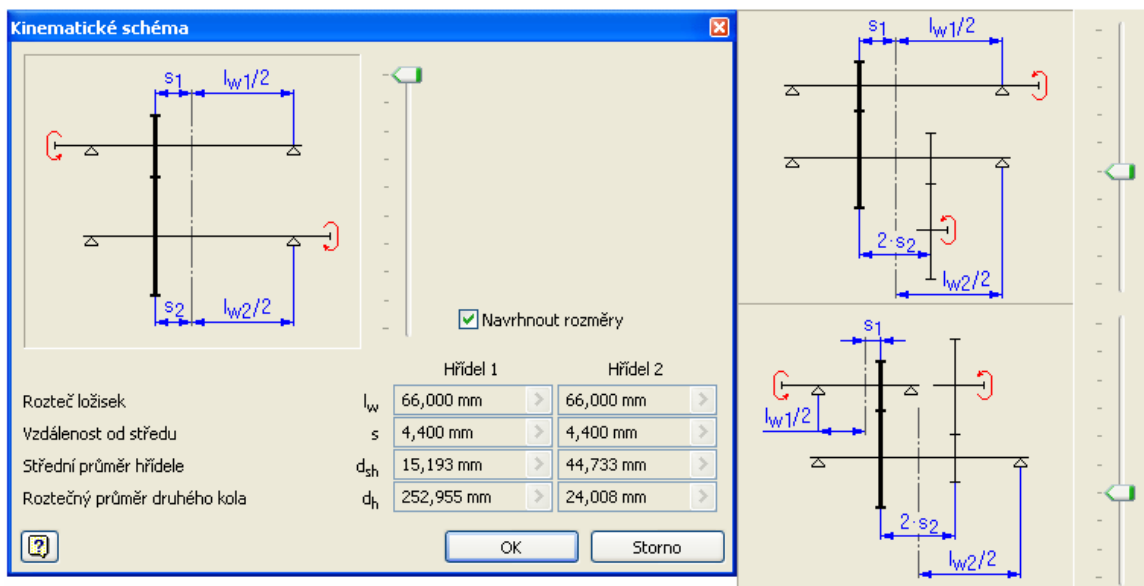 Kinematické schéma
s1 lw1/2
s2 lw2/2
Navrhnout rozměry
Hřídel 1 Hřídel 2
Rozteč ložisek lw 66,000 mm 66,000 mm
Vzdálenost od středu s 4,400 mm 4,400 mm
Střední průměr hřídele dsh 15,193 mm 44,733 mm
Roztečný průměr druhého kola dh 252,955 mm 24,008 mm
OK Storno
s1 lw1/2
2·s2
lw2/2
s1
lw1/2
2·s2
lw2/2